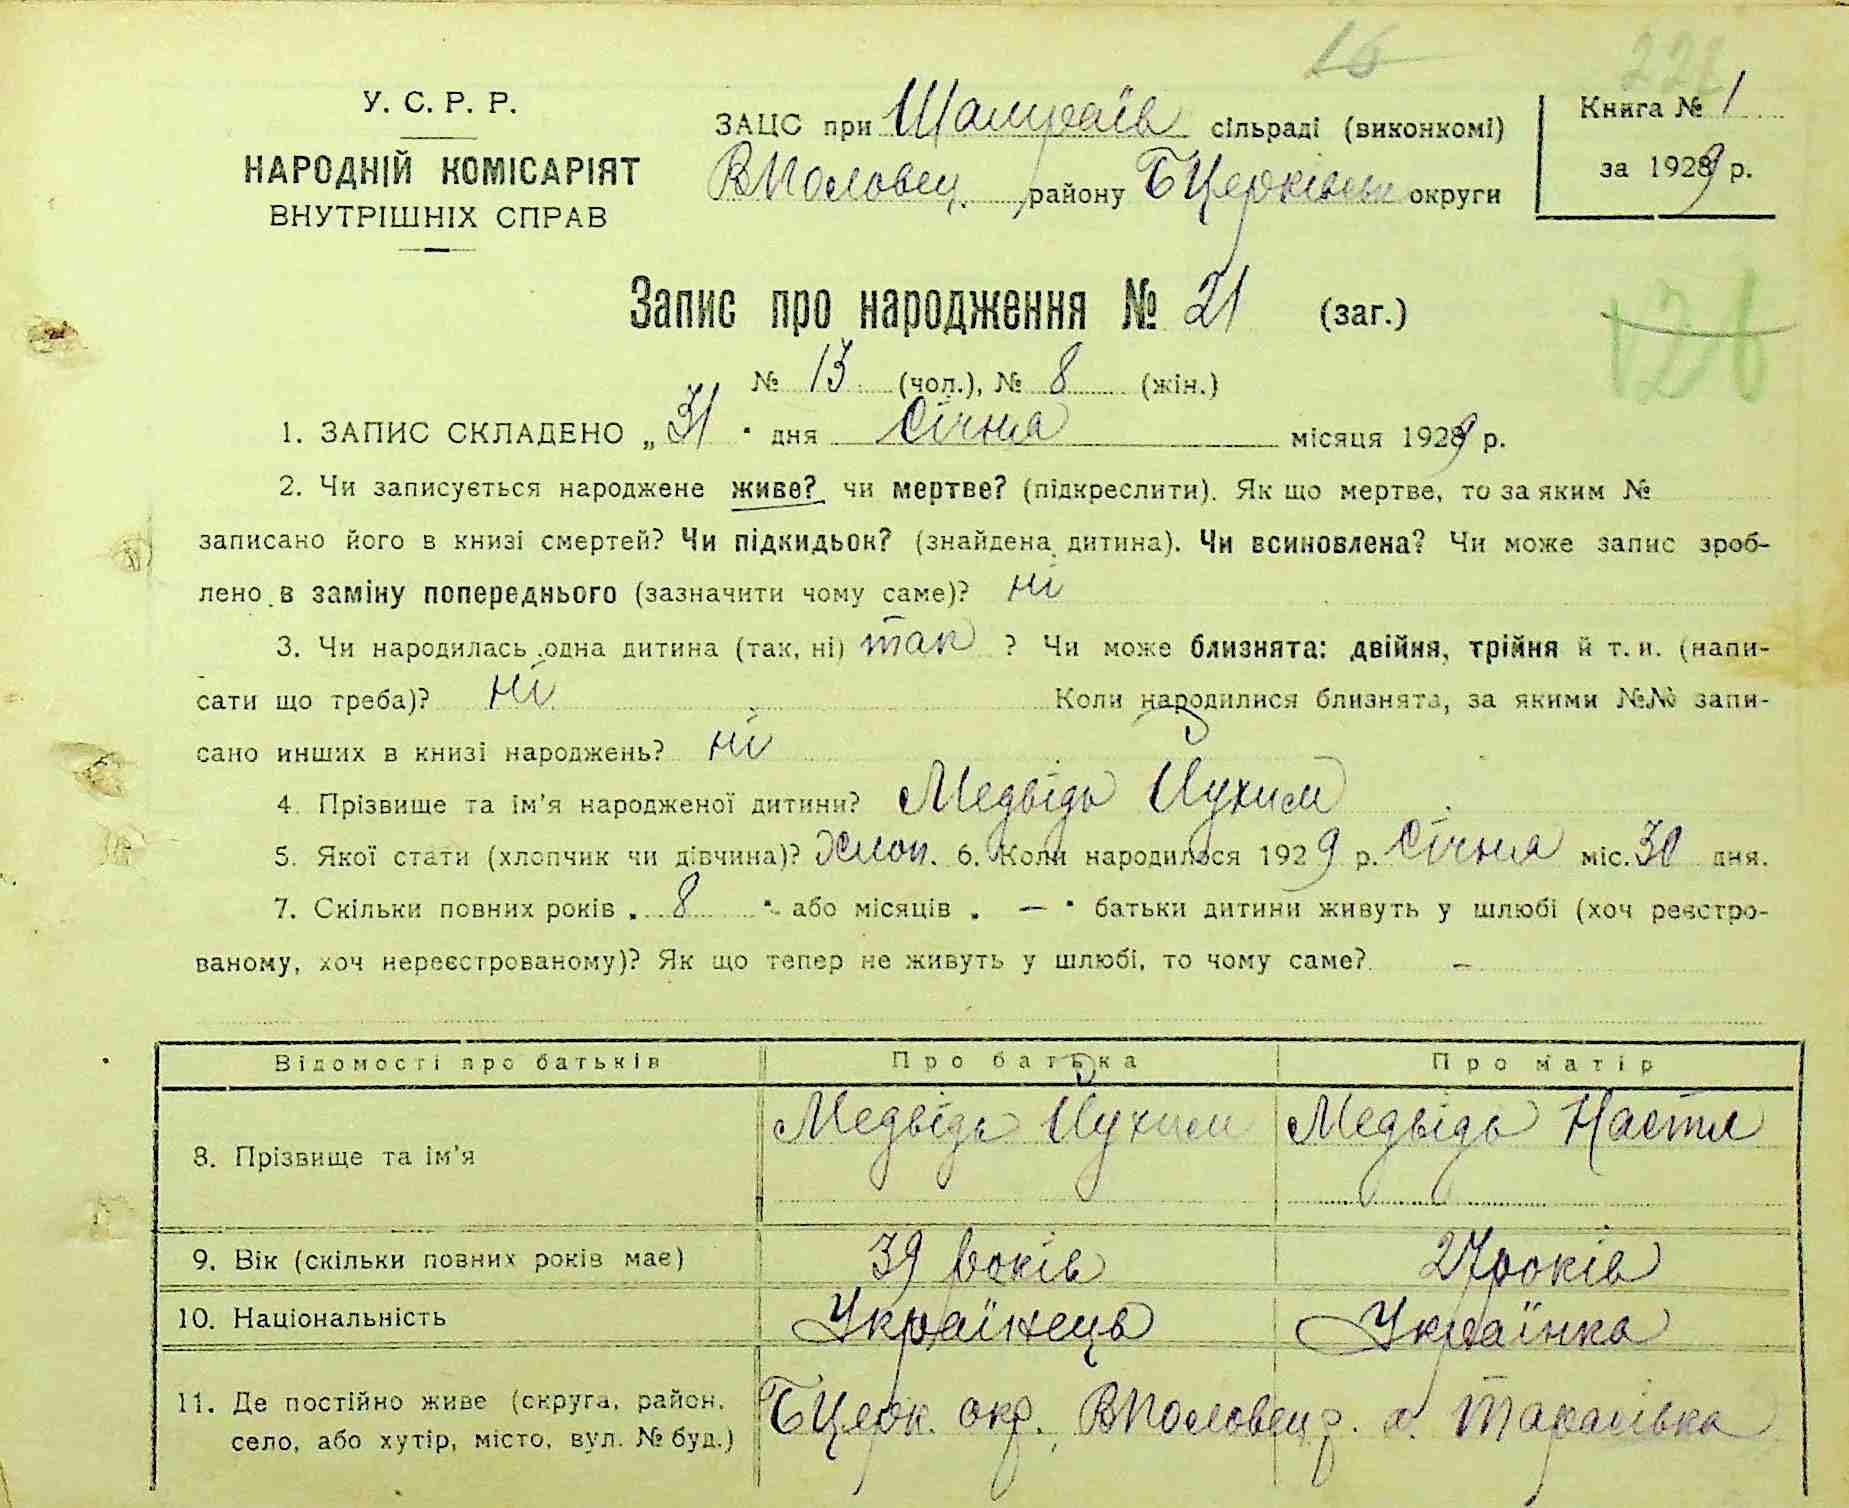 16 221
У. С. Р. Р.
НАРОДНІЙ КОМІСАРІЯТ
ВНУТРІШНІХ СПРАВ
ЗАЦС при Шамраїв сільраді (виконкомі)
ВПоловец. району БЦерківськ округи
Книга № 1
за 1929 р.
Запис про народження № 21 (заг.)
126
№ 13 (чол.), № 8 (жін.)
1. ЗАПИС СКЛАДЕНО „ 31 " дня Січня місяця 1929 р.
2. Чи записується народжене живе? чи мертве? (підкреслити). Як що мертве, то за яким №
записано його в книзі смертей? Чи підкидьок? (знайдена дитина). Чи всиновлена? Чи може запис зроб-
лено в заміну попереднього (зазначити чому саме)? ні
3. Чи народилась одна дитина (так, ні) так ? Чи може близнята: двійня, трійня й т. и. (напи-
сати що треба)? ні Коли народилися близнята, за якими №№ запи-
сано инших в книзі народжень? ні
4. Прізвище та ім'я народженої дитини? Медвідь Йухим
5. Якої стати (хлопчик чи дівчина)? Хлоп. 6. Коли народилося 1929 р. Січня міс. 30 дня.
7. Скільки повних років „ 8 " або місяців „ — " батьки дитини живуть у шлюбі (хоч реєстро-
ваному, хоч нереєстрованому)? Як що тепер не живуть у шлюбі, то чому саме? —
Відомості про батьків Про батька Про матір
8. Прізвище та ім'я Медвідь Йухим Медвідь Настя
9. Вік (скільки повних років має) 39 років 27 років
10. Національність Українець Українка
11. Де постійно живе (округа, район, БЦерк. окр. ВПоловец р. х. Тарасівка
село, або хутір, місто, вул. № буд.)